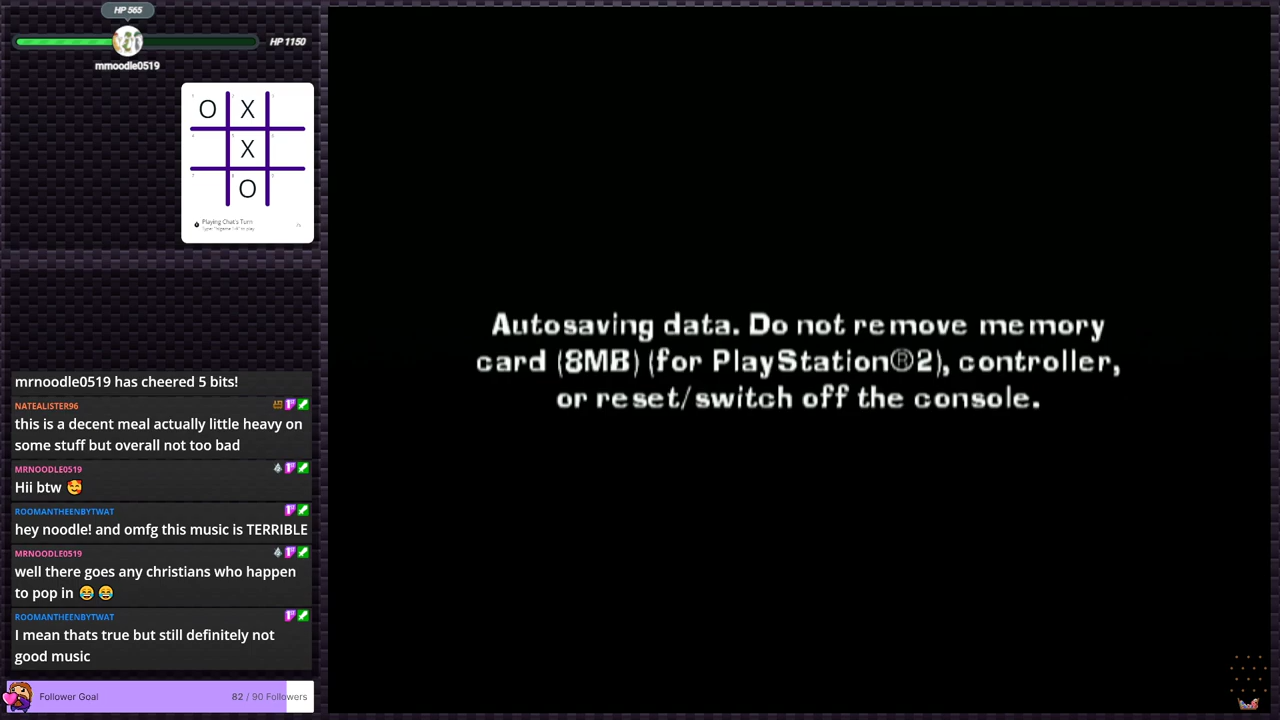 HP 565
HP 1150
mrnoodle0519
O X
X
O
Playing Chat's Turn
mrnoodle0519 has cheered 5 bits!
NATEALISTER96
this is a decent meal actually little heavy on
some stuff but overall not too bad
MRNOODLE0519
Hii btw 🥰
ROOMANTHEENBYTWAT
hey noodle! and omfg this music is TERRIBLE
MRNOODLE0519
well there goes any christians who happen
to pop in 😂 😂
ROOMANTHEENBYTWAT
I mean thats true but still definitely not
good music
Follower Goal
82 / 90 Followers
Autosaving data. Do not remove memory
card (8MB) (for PlayStation®2), controller,
or reset/switch off the console.